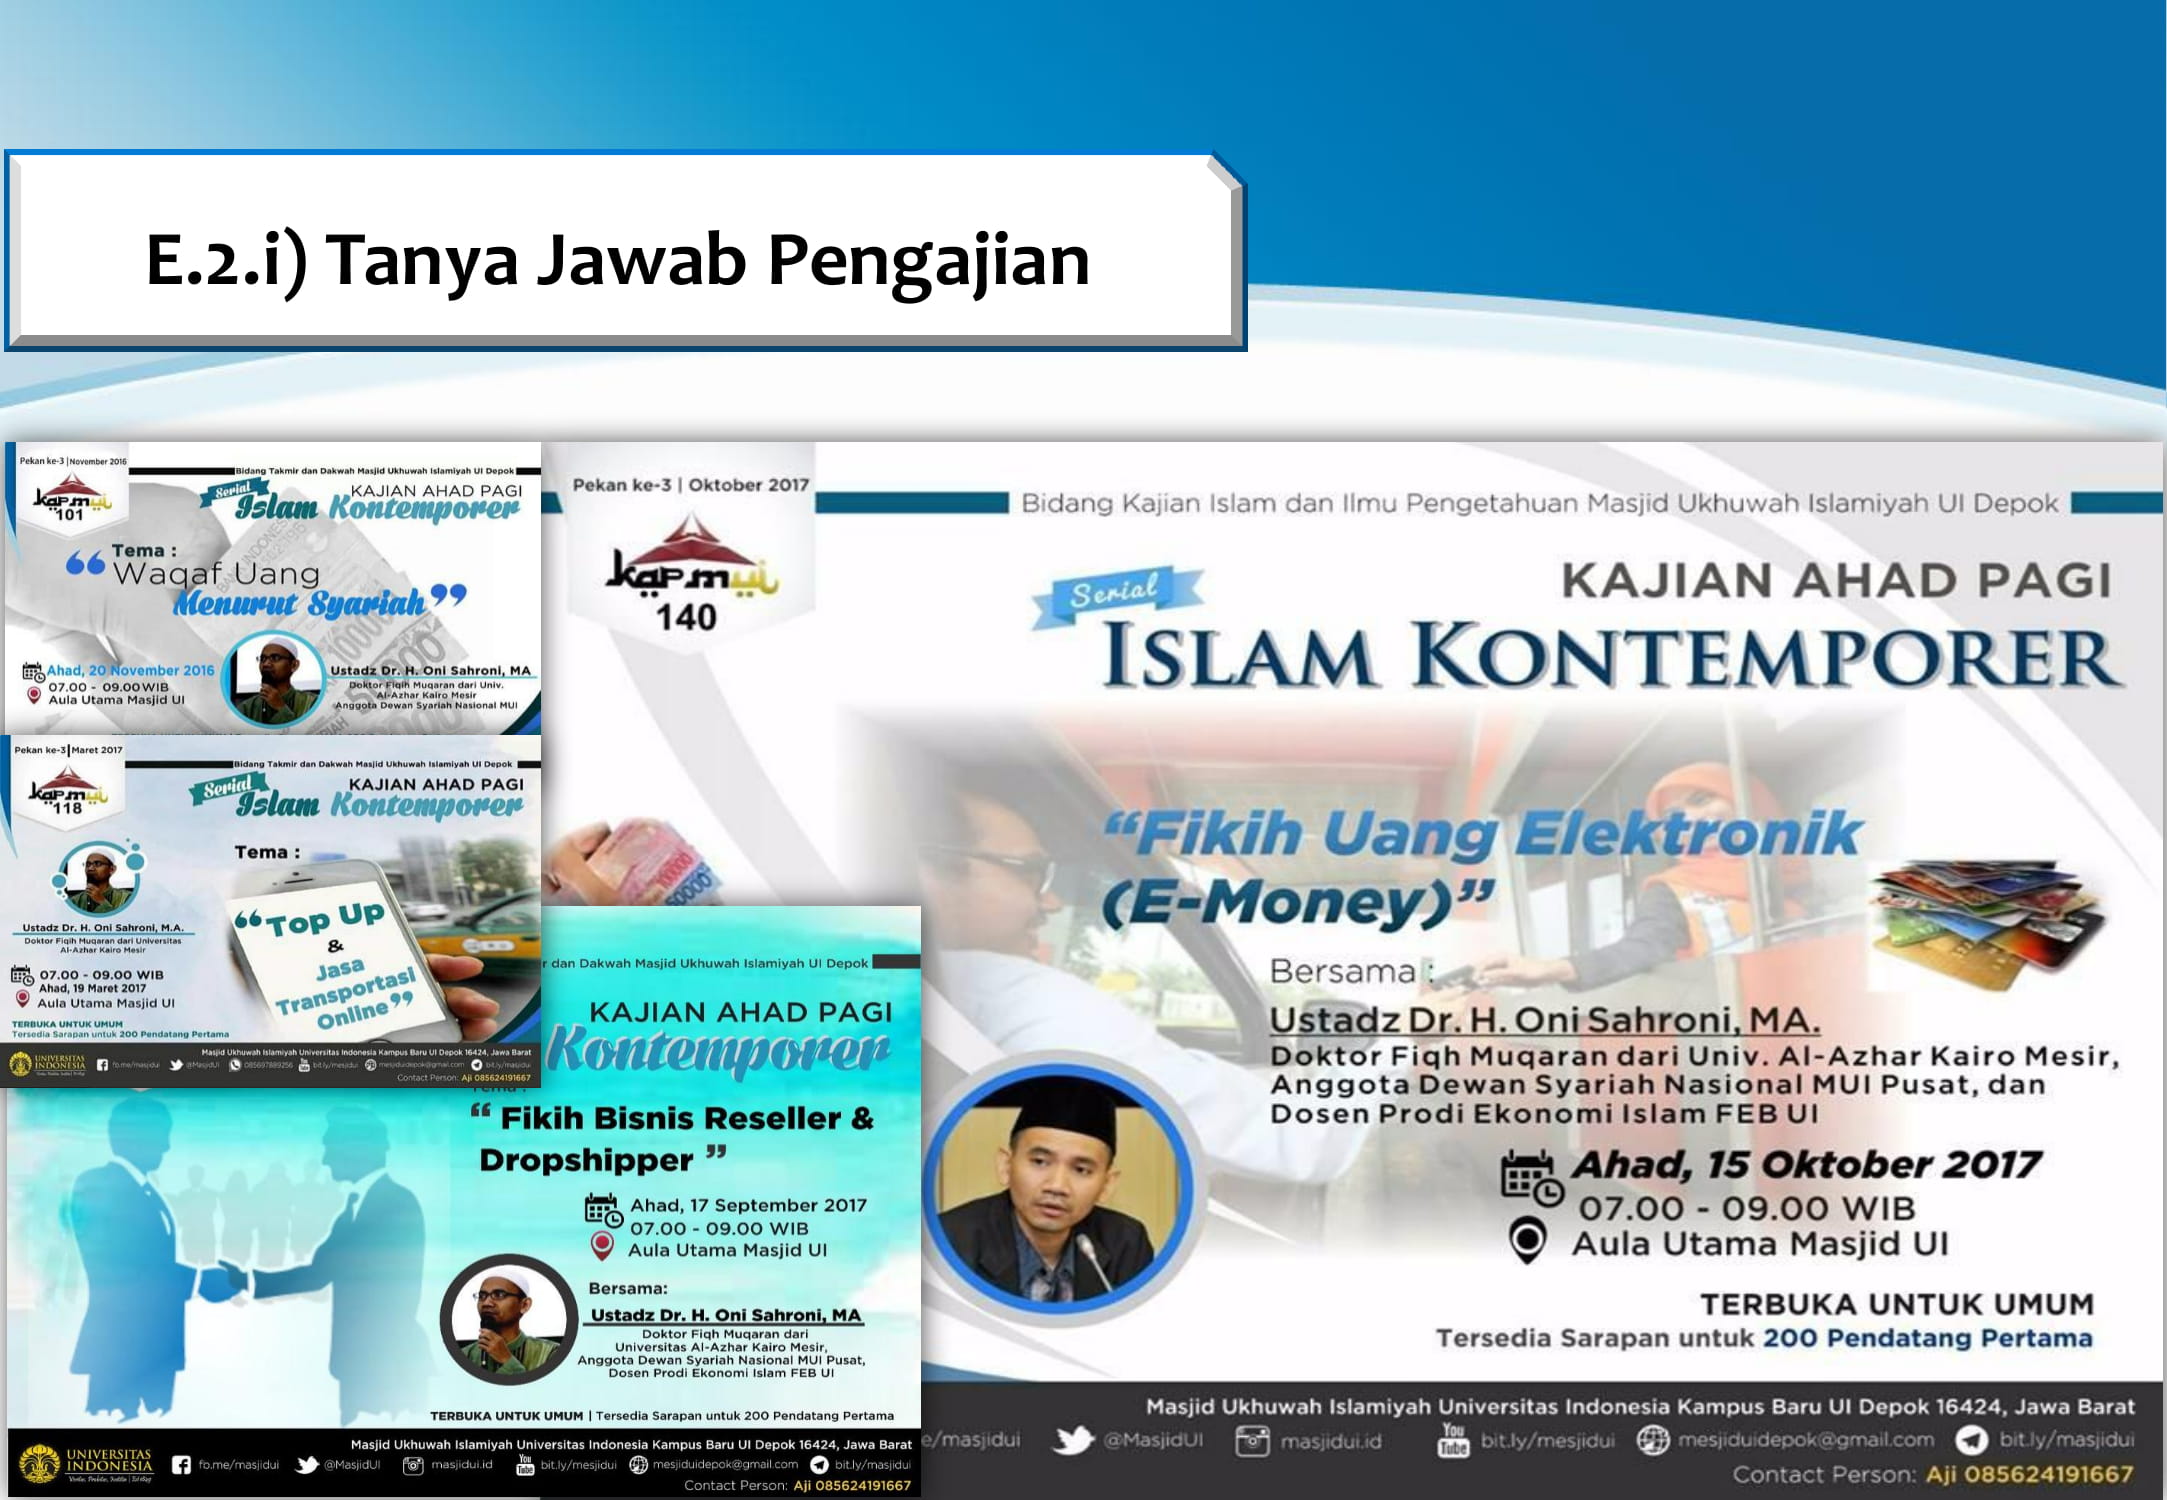 E.2.i) Tanya Jawab Pengajian
Pekan ke-3 | November 2016
kapmui
101
Bidang Takmir dan Dakwah Masjid Ukhuwah Islamiyah UI Depok
KAJIAN AHAD PAGI
Serial
Islam Kontemporer
Tema :
“ Waqaf Uang
Menurut Syariah ”
Ahad, 20 November 2016
07.00 - 09.00 WIB
Aula Utama Masjid UI
Ustadz Dr. H. Oni Sahroni, MA
Doktor Fiqih Muqaran dari Univ.
Al-Azhar Kairo Mesir
Anggota Dewan Syariah Nasional MUI
Pekan ke-3 | Maret 2017
kapmui
118
Bidang Takmir dan Dakwah Masjid Ukhuwah Islamiyah UI Depok
KAJIAN AHAD PAGI
Serial
Islam Kontemporer
Tema :
“Top Up
&
Jasa
Transportasi
Online”
Ustadz Dr. H. Oni Sahroni, M.A.
Doktor Fiqih Muqaran dari Universitas
Al-Azhar Kairo Mesir
07.00 - 09.00 WIB
Ahad, 19 Maret 2017
Aula Utama Masjid UI
TERBUKA UNTUK UMUM
Tersedia Sarapan untuk 200 Pendatang Pertama
Masjid Ukhuwah Islamiyah Universitas Indonesia Kampus Baru UI Depok 16424, Jawa Barat
UNIVERSITAS INDONESIA
fb.me/masjidui @MasjidUI 085697889256 bit.ly/mesjidui mesjiduidepok@gmail.com bit.ly/masjidui
Contact Person: Aji 085624191667
r dan Dakwah Masjid Ukhuwah Islamiyah UI Depok
KAJIAN AHAD PAGI
Kontemporer
“ Fikih Bisnis Reseller &
Dropshipper ”
Ahad, 17 September 2017
07.00 - 09.00 WIB
Aula Utama Masjid UI
Bersama:
Ustadz Dr. H. Oni Sahroni, MA
Doktor Fiqh Muqaran dari
Universitas Al-Azhar Kairo Mesir,
Anggota Dewan Syariah Nasional MUI Pusat,
Dosen Prodi Ekonomi Islam FEB UI
TERBUKA UNTUK UMUM | Tersedia Sarapan untuk 200 Pendatang Pertama
Masjid Ukhuwah Islamiyah Universitas Indonesia Kampus Baru UI Depok 16424, Jawa Barat
UNIVERSITAS INDONESIA
fb.me/masjidui @MasjidUI masjidui.id bit.ly/mesjidui mesjiduidepok@gmail.com bit.ly/masjidui
Contact Person: Aji 085624191667
Pekan ke-3 | Oktober 2017
kapmui
140
Bidang Kajian Islam dan Ilmu Pengetahuan Masjid Ukhuwah Islamiyah UI Depok
KAJIAN AHAD PAGI
Serial
ISLAM KONTEMPORER
“Fikih Uang Elektronik
(E-Money)”
Bersama :
Ustadz Dr. H. Oni Sahroni, MA.
Doktor Fiqh Muqaran dari Univ. Al-Azhar Kairo Mesir,
Anggota Dewan Syariah Nasional MUI Pusat, dan
Dosen Prodi Ekonomi Islam FEB UI
Ahad, 15 Oktober 2017
07.00 - 09.00 WIB
Aula Utama Masjid UI
TERBUKA UNTUK UMUM
Tersedia Sarapan untuk 200 Pendatang Pertama
Masjid Ukhuwah Islamiyah Universitas Indonesia Kampus Baru UI Depok 16424, Jawa Barat
e/masjidui @MasjidUI masjidui.id You Tube bit.ly/mesjidui mesjiduidepok@gmail.com bit.ly/masjidui
Contact Person: Aji 085624191667